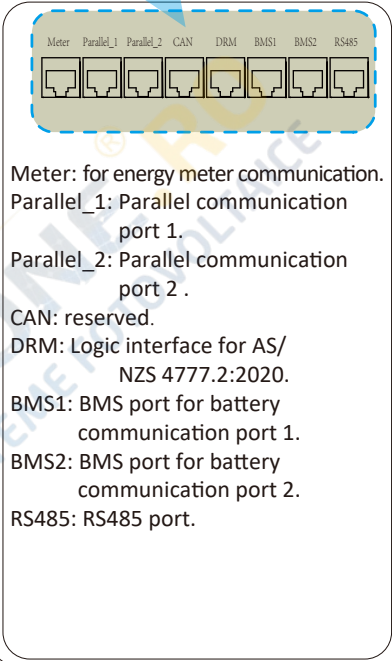 Meter Parallel_1 Parallel_2 CAN DRM BMS1 BMS2 RS485
Meter: for energy meter communication.
Parallel_1: Parallel communication
port 1.
Parallel_2: Parallel communication
port 2 .
CAN: reserved.
DRM: Logic interface for AS/
NZS 4777.2:2020.
BMS1: BMS port for battery
communication port 1.
BMS2: BMS port for battery
communication port 2.
RS485: RS485 port.